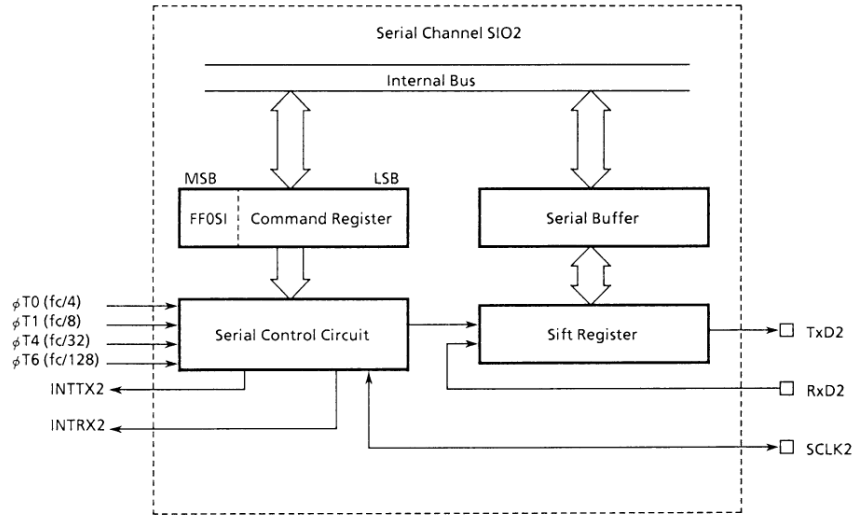 Serial Channel SIO2
Internal Bus
MSB LSB
FF0SI Command Register
Serial Buffer
ϕT0 (fc/4)
ϕT1 (fc/8)
ϕT4 (fc/32)
ϕT6 (fc/128)
Serial Control Circuit
Sift Register
TxD2
INTTX2
RxD2
INTRX2
SCLK2